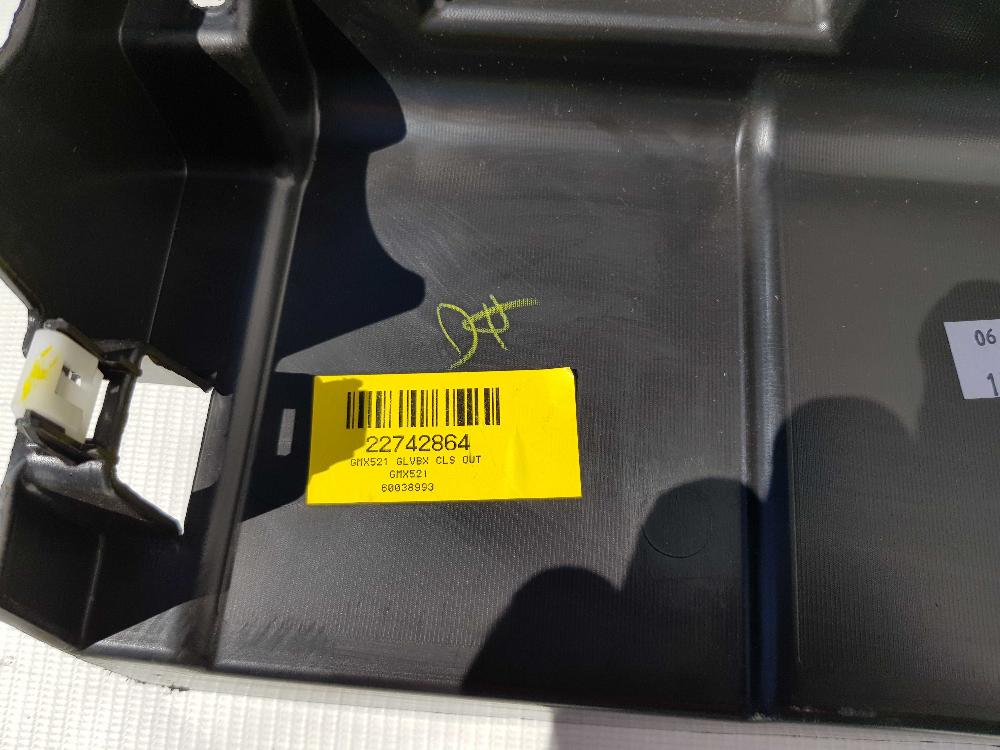 22742864
GMX521 GLVBX CLS OUT
GMX521
60038993
06
1